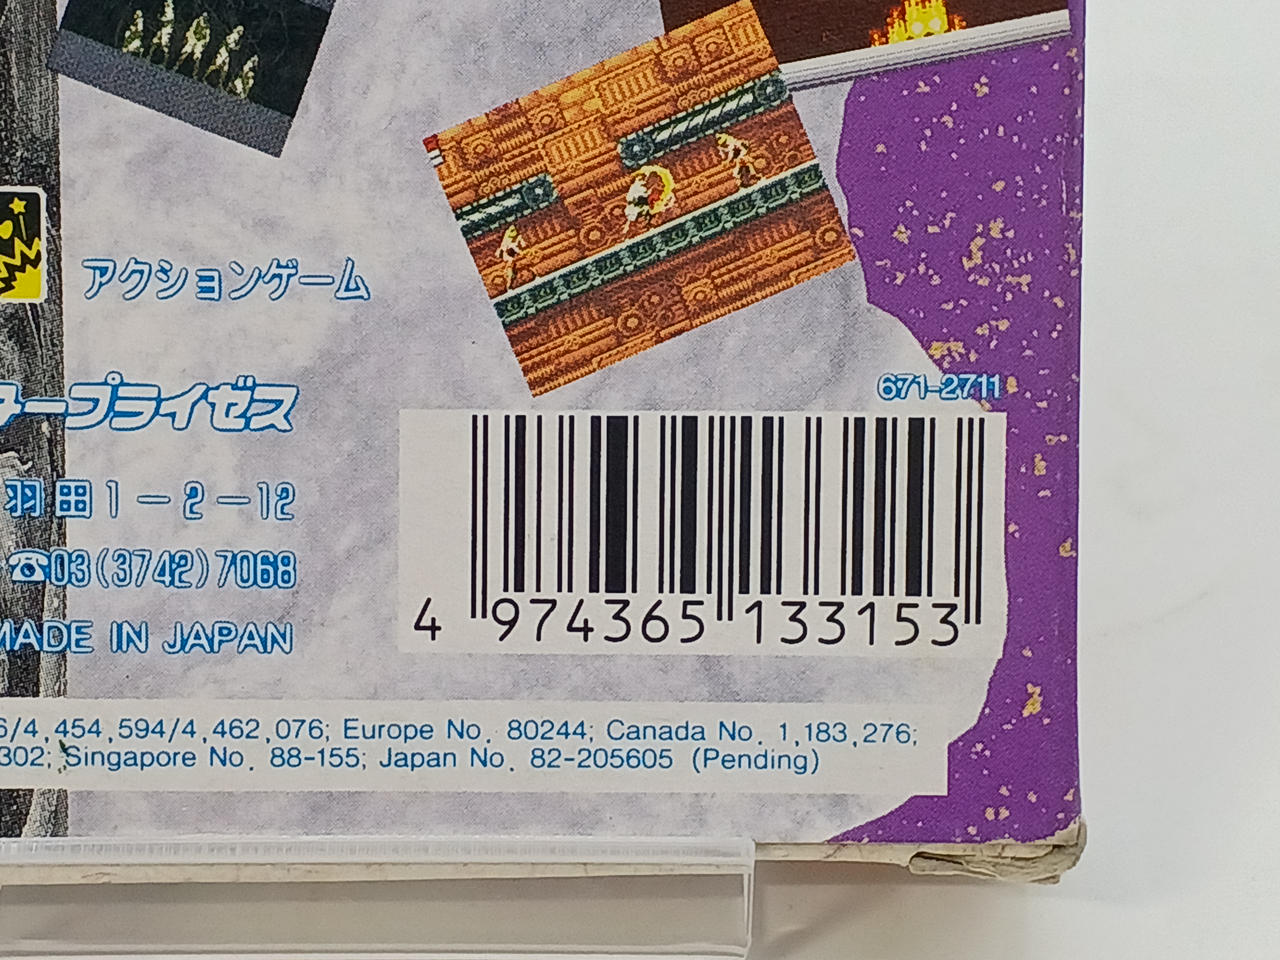 アクションゲーム
タープライゼス
羽田1-2-12
☎03(3742)7068
MADE IN JAPAN
671-2711
4 974365 133153
6/4,454,594/4,462,076; Europe No. 80244; Canada No. 1,183,276;
302; Singapore No. 88-155; Japan No. 82-205605 (Pending)